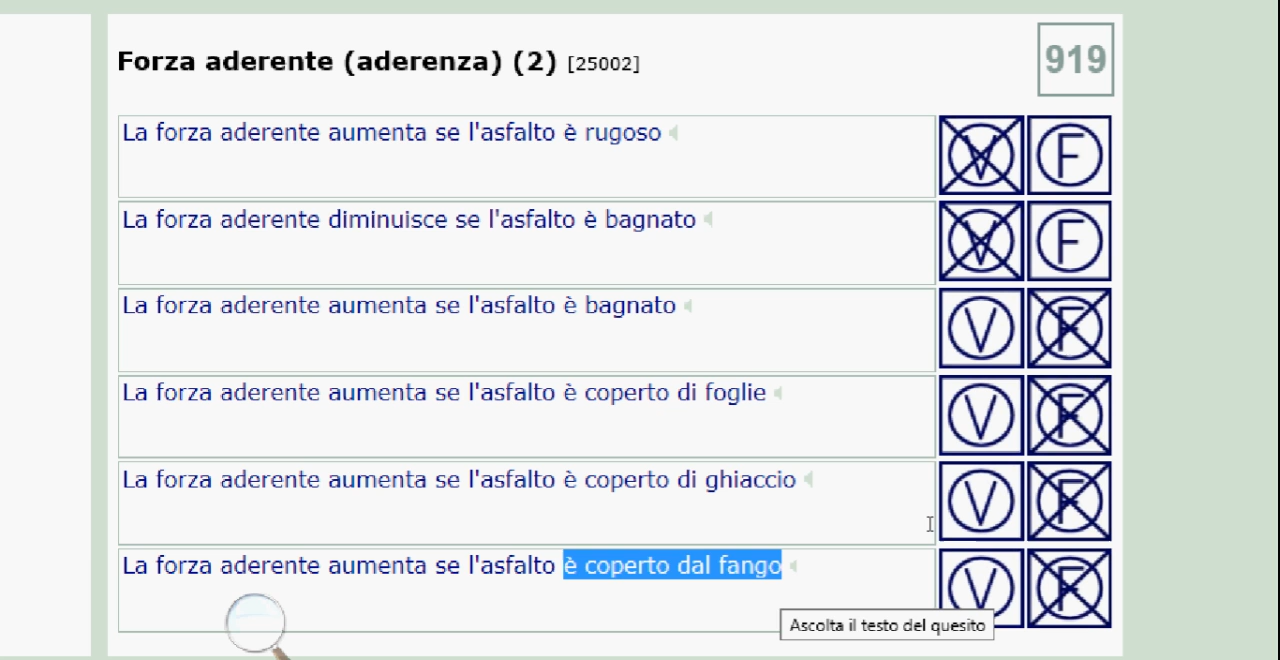 Forza aderente (aderenza) (2) [25002]
919
La forza aderente aumenta se l'asfalto è rugoso
V F
La forza aderente diminuisce se l'asfalto è bagnato
V F
La forza aderente aumenta se l'asfalto è bagnato
V F
La forza aderente aumenta se l'asfalto è coperto di foglie
V F
La forza aderente aumenta se l'asfalto è coperto di ghiaccio
V F
La forza aderente aumenta se l'asfalto è coperto dal fango
V F
Ascolta il testo del quesito